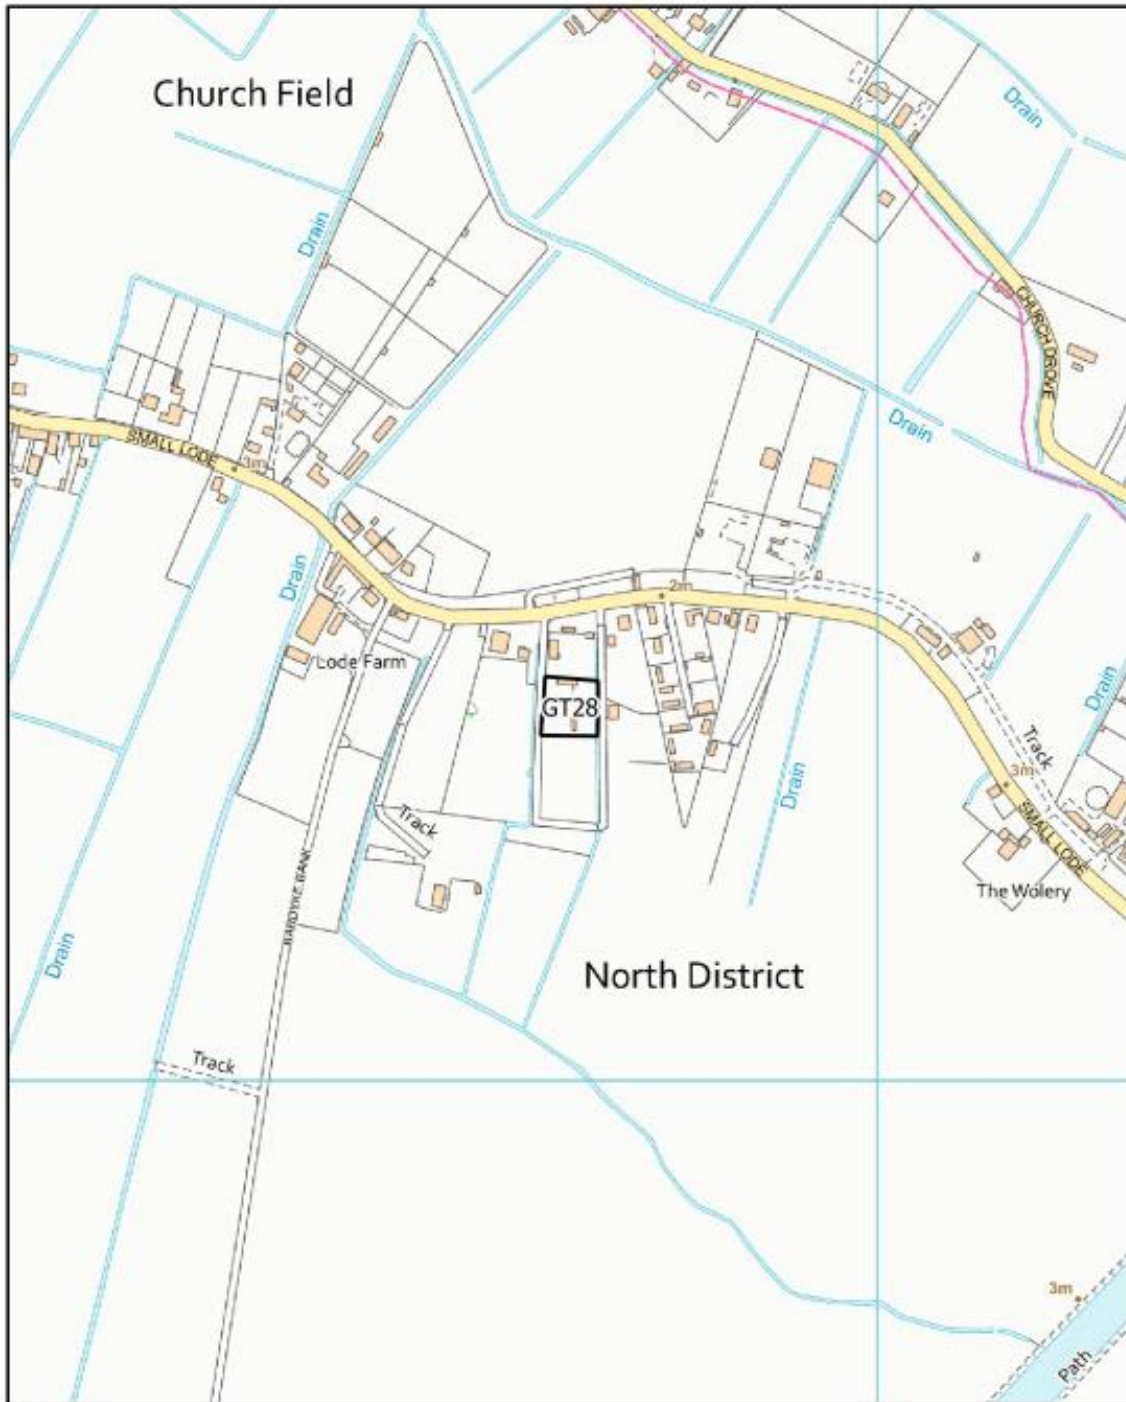 Church Field
Drain
Drain
CHURCH DROVE
SMALL LODE
3m
Drain
Drain
2m
Lode Farm
GT28
Drain
Track
3m
SMALL LODE
Drain
Track
The Wolery
Drain
North District
Track
3m
Path